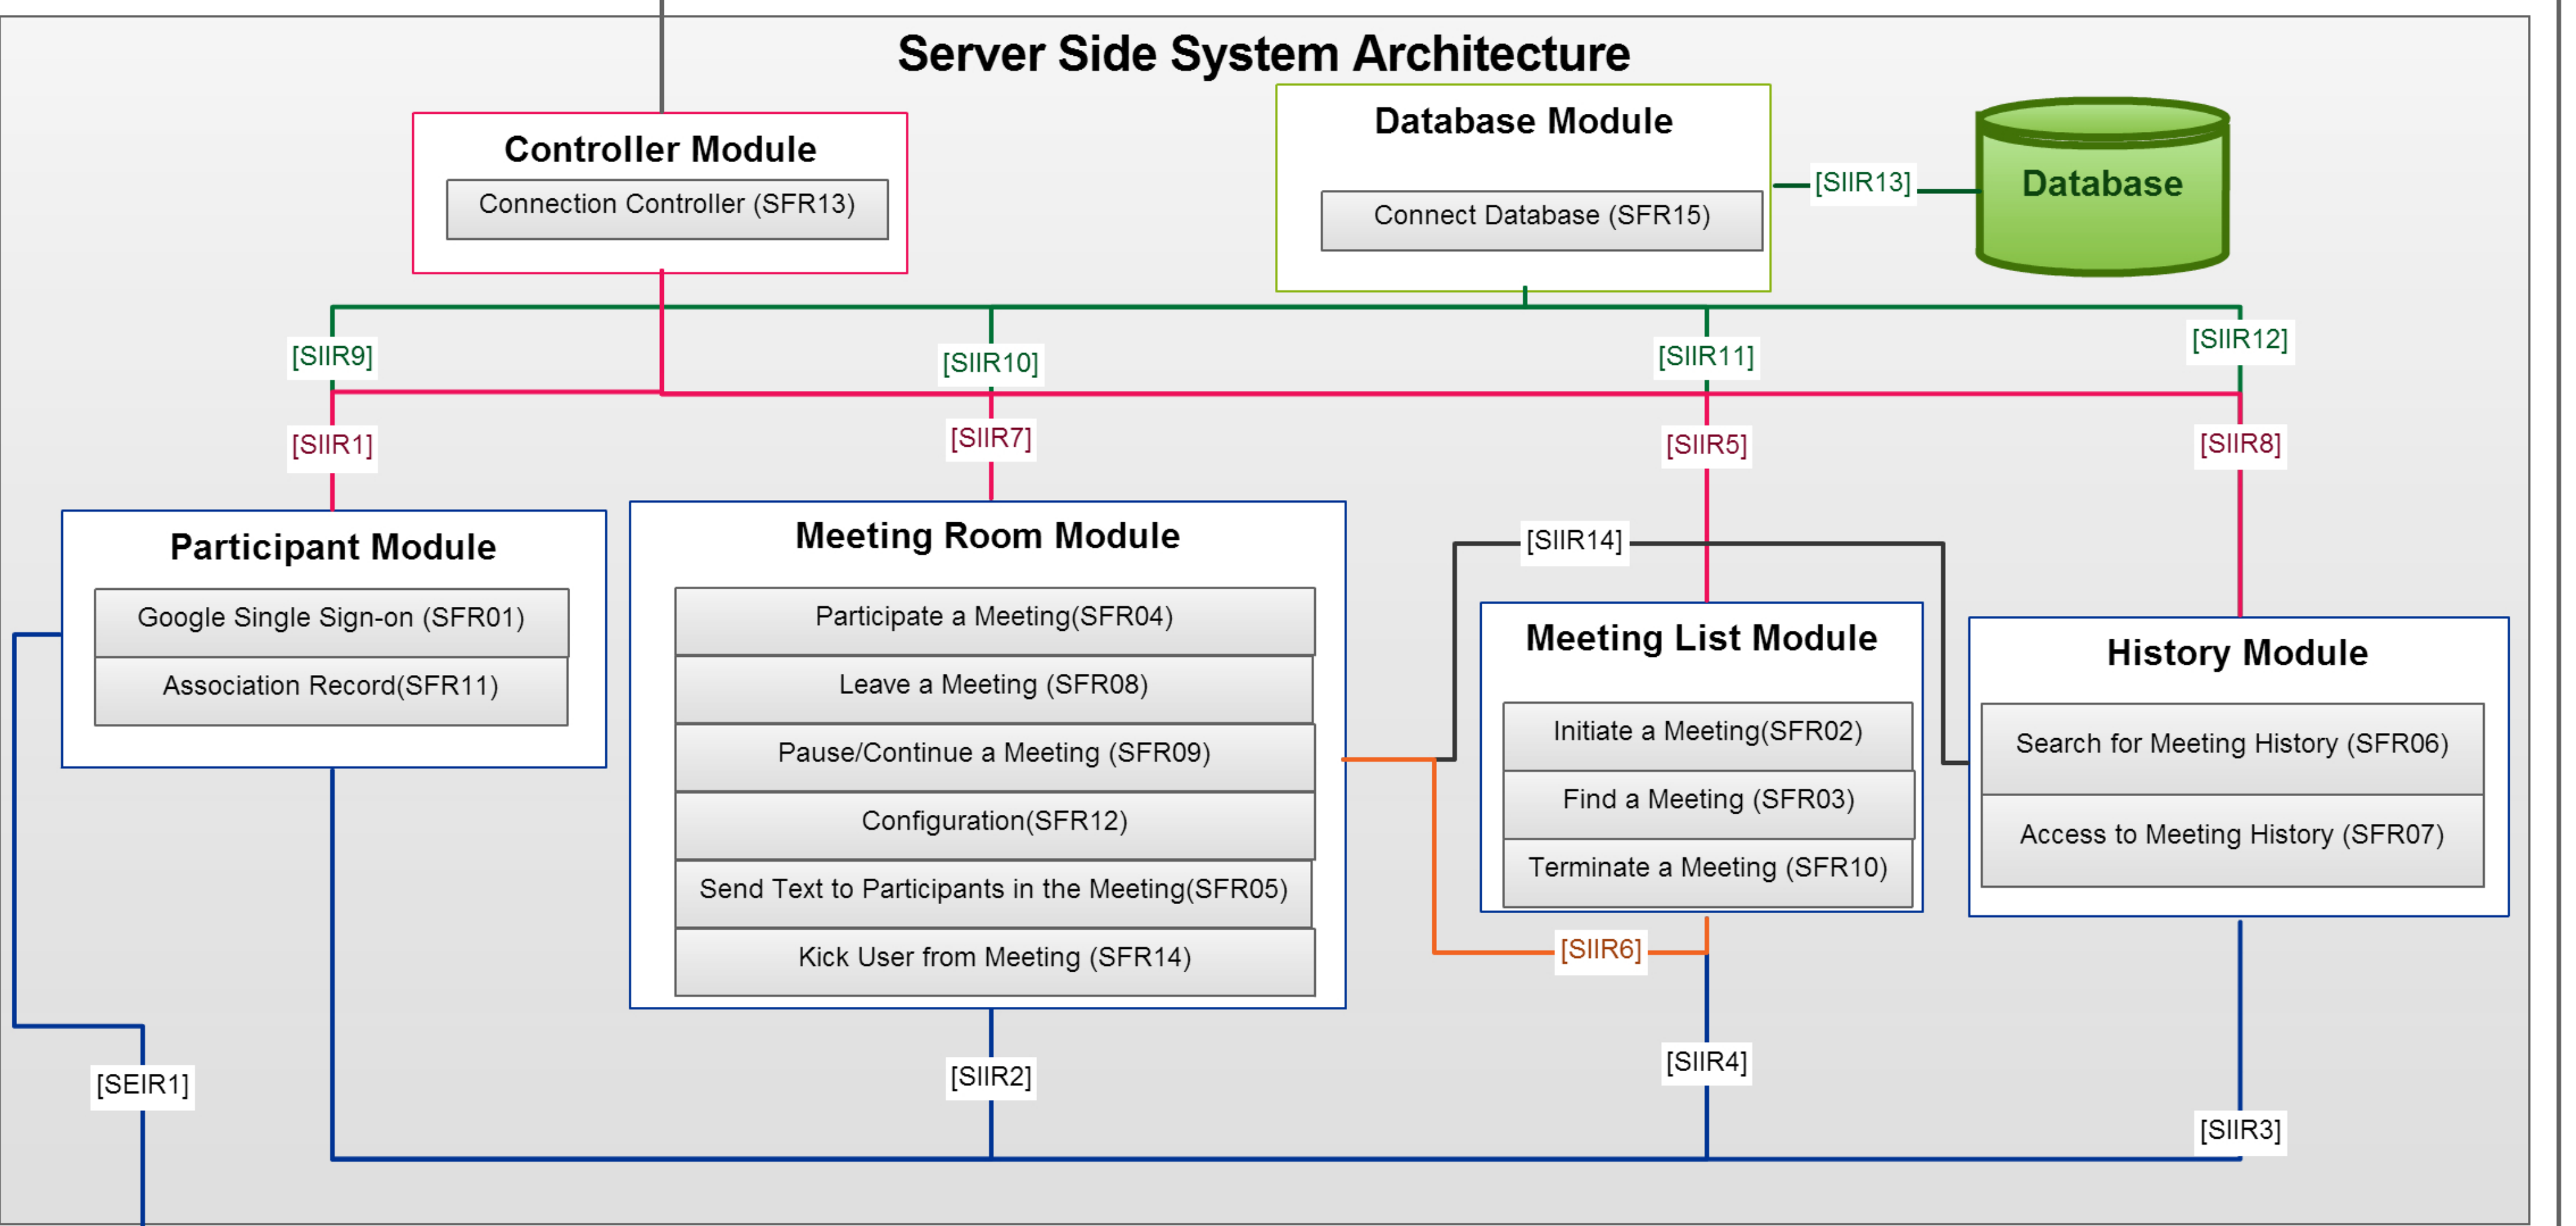 Server Side System Architecture
Controller Module
Connection Controller (SFR13)
Database Module
Connect Database (SFR15)
[SIIR13]
Database
[SIIR9]
[SIIR10]
[SIIR11]
[SIIR12]
[SIIR1]
[SIIR7]
[SIIR5]
[SIIR8]
Participant Module
Google Single Sign-on (SFR01)
Association Record(SFR11)
Meeting Room Module
Participate a Meeting(SFR04)
Leave a Meeting (SFR08)
Pause/Continue a Meeting (SFR09)
Configuration(SFR12)
Send Text to Participants in the Meeting(SFR05)
Kick User from Meeting (SFR14)
[SIIR14]
Meeting List Module
Initiate a Meeting(SFR02)
Find a Meeting (SFR03)
Terminate a Meeting (SFR10)
History Module
Search for Meeting History (SFR06)
Access to Meeting History (SFR07)
[SIIR6]
[SEIR1]
[SIIR2]
[SIIR4]
[SIIR3]